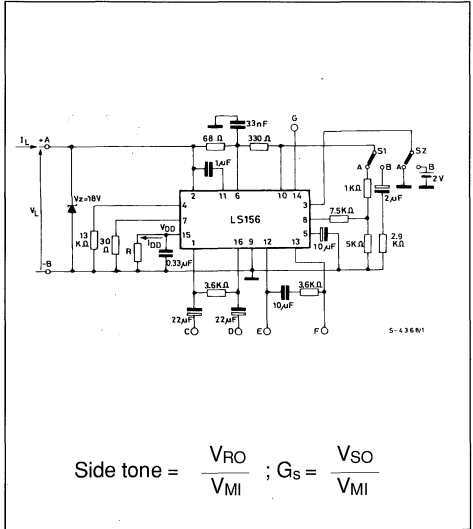 G
33nF
IL +A 68Ω 330Ω S1 S2
A B A B
1µF 1KΩ 2µF 2V
2 11 6 10 14 3
VL Vz=18V 4 LS156 8 7.5KΩ
7
VDD
15 5
13 KΩ 30 Ω R IDD 0.33µF 1 16 9 12 13 10µF 5KΩ 2.9 KΩ
-B
3.6KΩ 3.6KΩ
10µF
22µF 22µF
C D E F S-4368/1
Side tone = VRO / VMI ; Gs = VSO / VMI